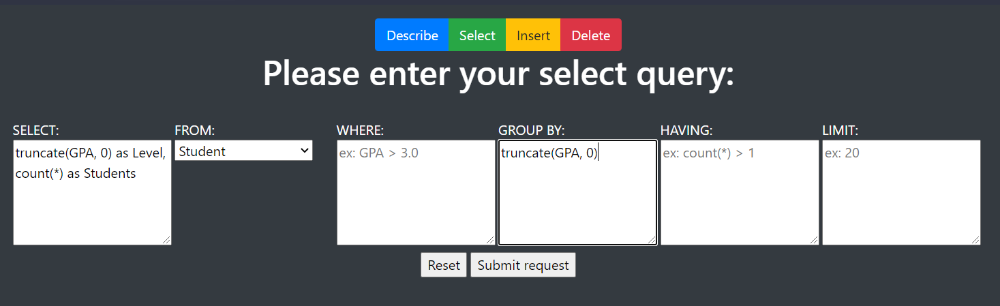 Describe Select Insert Delete
Please enter your select query:
SELECT: FROM: WHERE: GROUP BY: HAVING: LIMIT:
truncate(GPA, 0) as Level, Student ex: GPA > 3.0 truncate(GPA, 0) ex: count(*) > 1 ex: 20
count(*) as Students
Reset Submit request